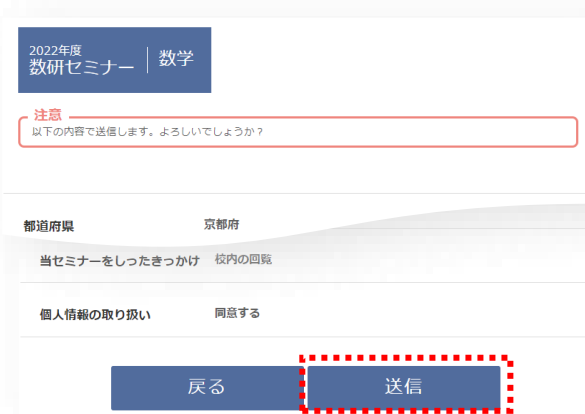 2022年度
数研セミナー 数学
注意
以下の内容で送信します。よろしいでしょうか？
都道府県 京都府
当セミナーをしったきっかけ 校内の回覧
個人情報の取り扱い 同意する
戻る 送信